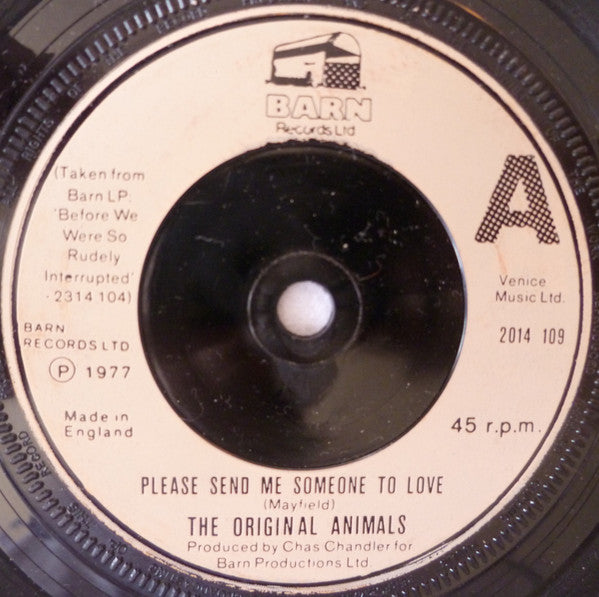 BARN
Records Ltd
(Taken from
Barn LP:
'Before We
Were So
Rudely
Interrupted'
· 2314 104)
A
Venice
Music Ltd.
BARN
RECORDS LTD
2014 109
Ⓟ 1977
Made in
England
45 r.p.m.
PLEASE SEND ME SOMEONE TO LOVE
(Mayfield)
THE ORIGINAL ANIMALS
Produced by Chas Chandler for
Barn Productions Ltd.